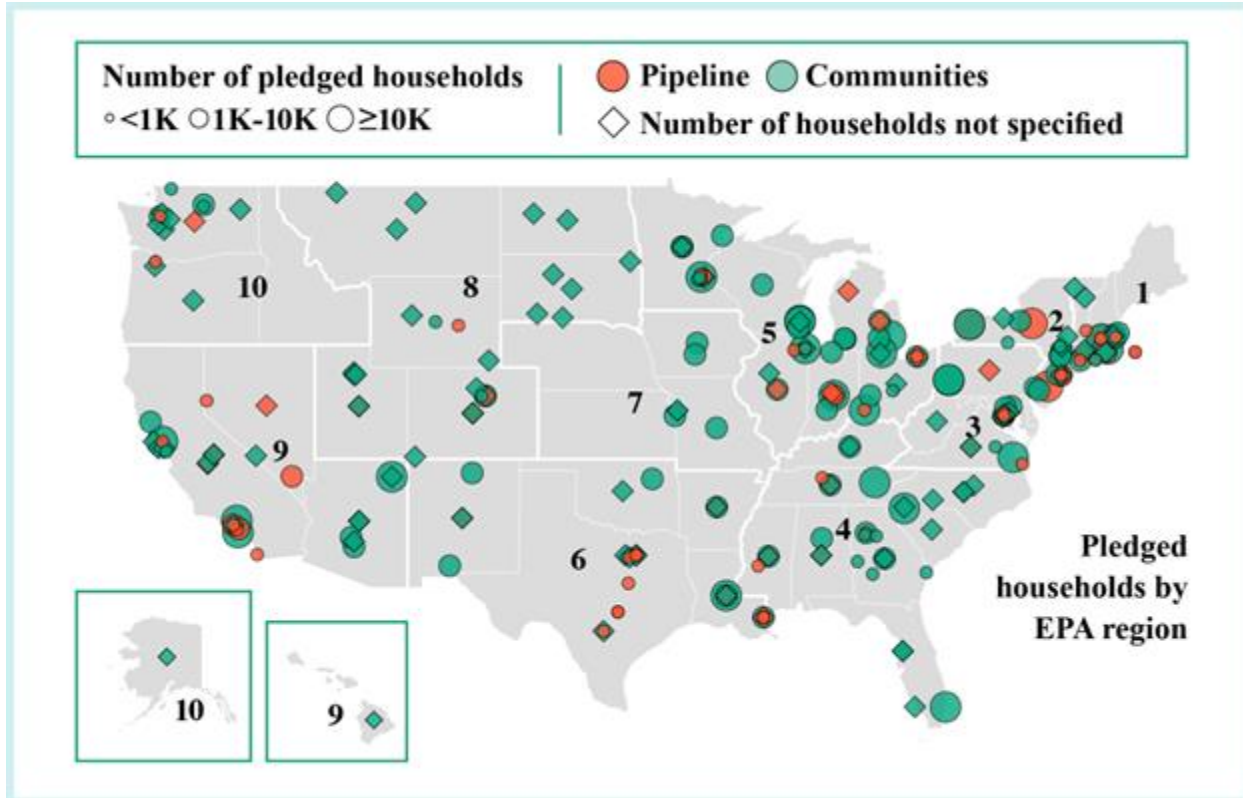 Number of pledged households
<1K 1K-10K ≥10K
Pipeline Communities
Number of households not specified
10
8
5
2
1
7
9
3
6
4
Pledged
households by
EPA region
10
9